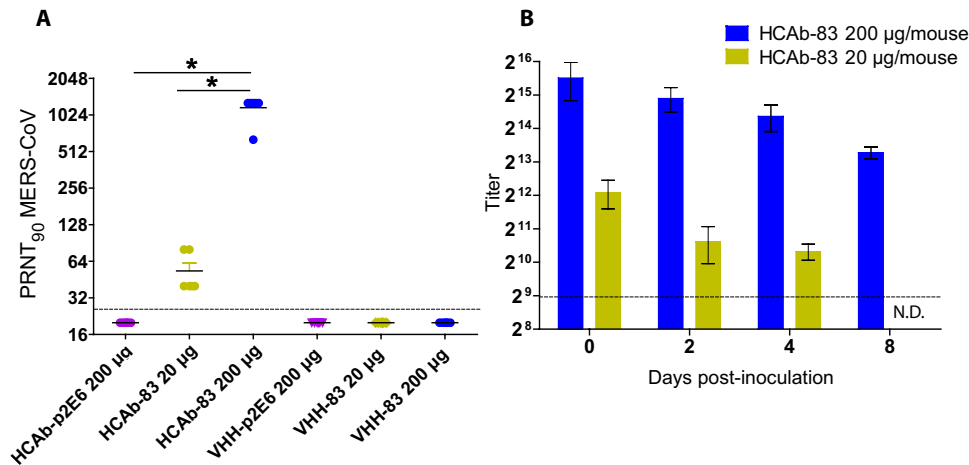 A
PRNT90 MERS-CoV
2048
1024
512
256
128
64
32
16
*
*
HCAb-p2E6 200 µg
HCAb-83 20 µg
HCAb-83 200 µg
VHH-p2E6 200 µg
VHH-83 20 µg
VHH-83 200 µg
B
HCAb-83 200 µg/mouse
HCAb-83 20 µg/mouse
Titer
2^16
2^15
2^14
2^13
2^12
2^11
2^10
2^9
2^8
N.D.
0 2 4 8
Days post-inoculation